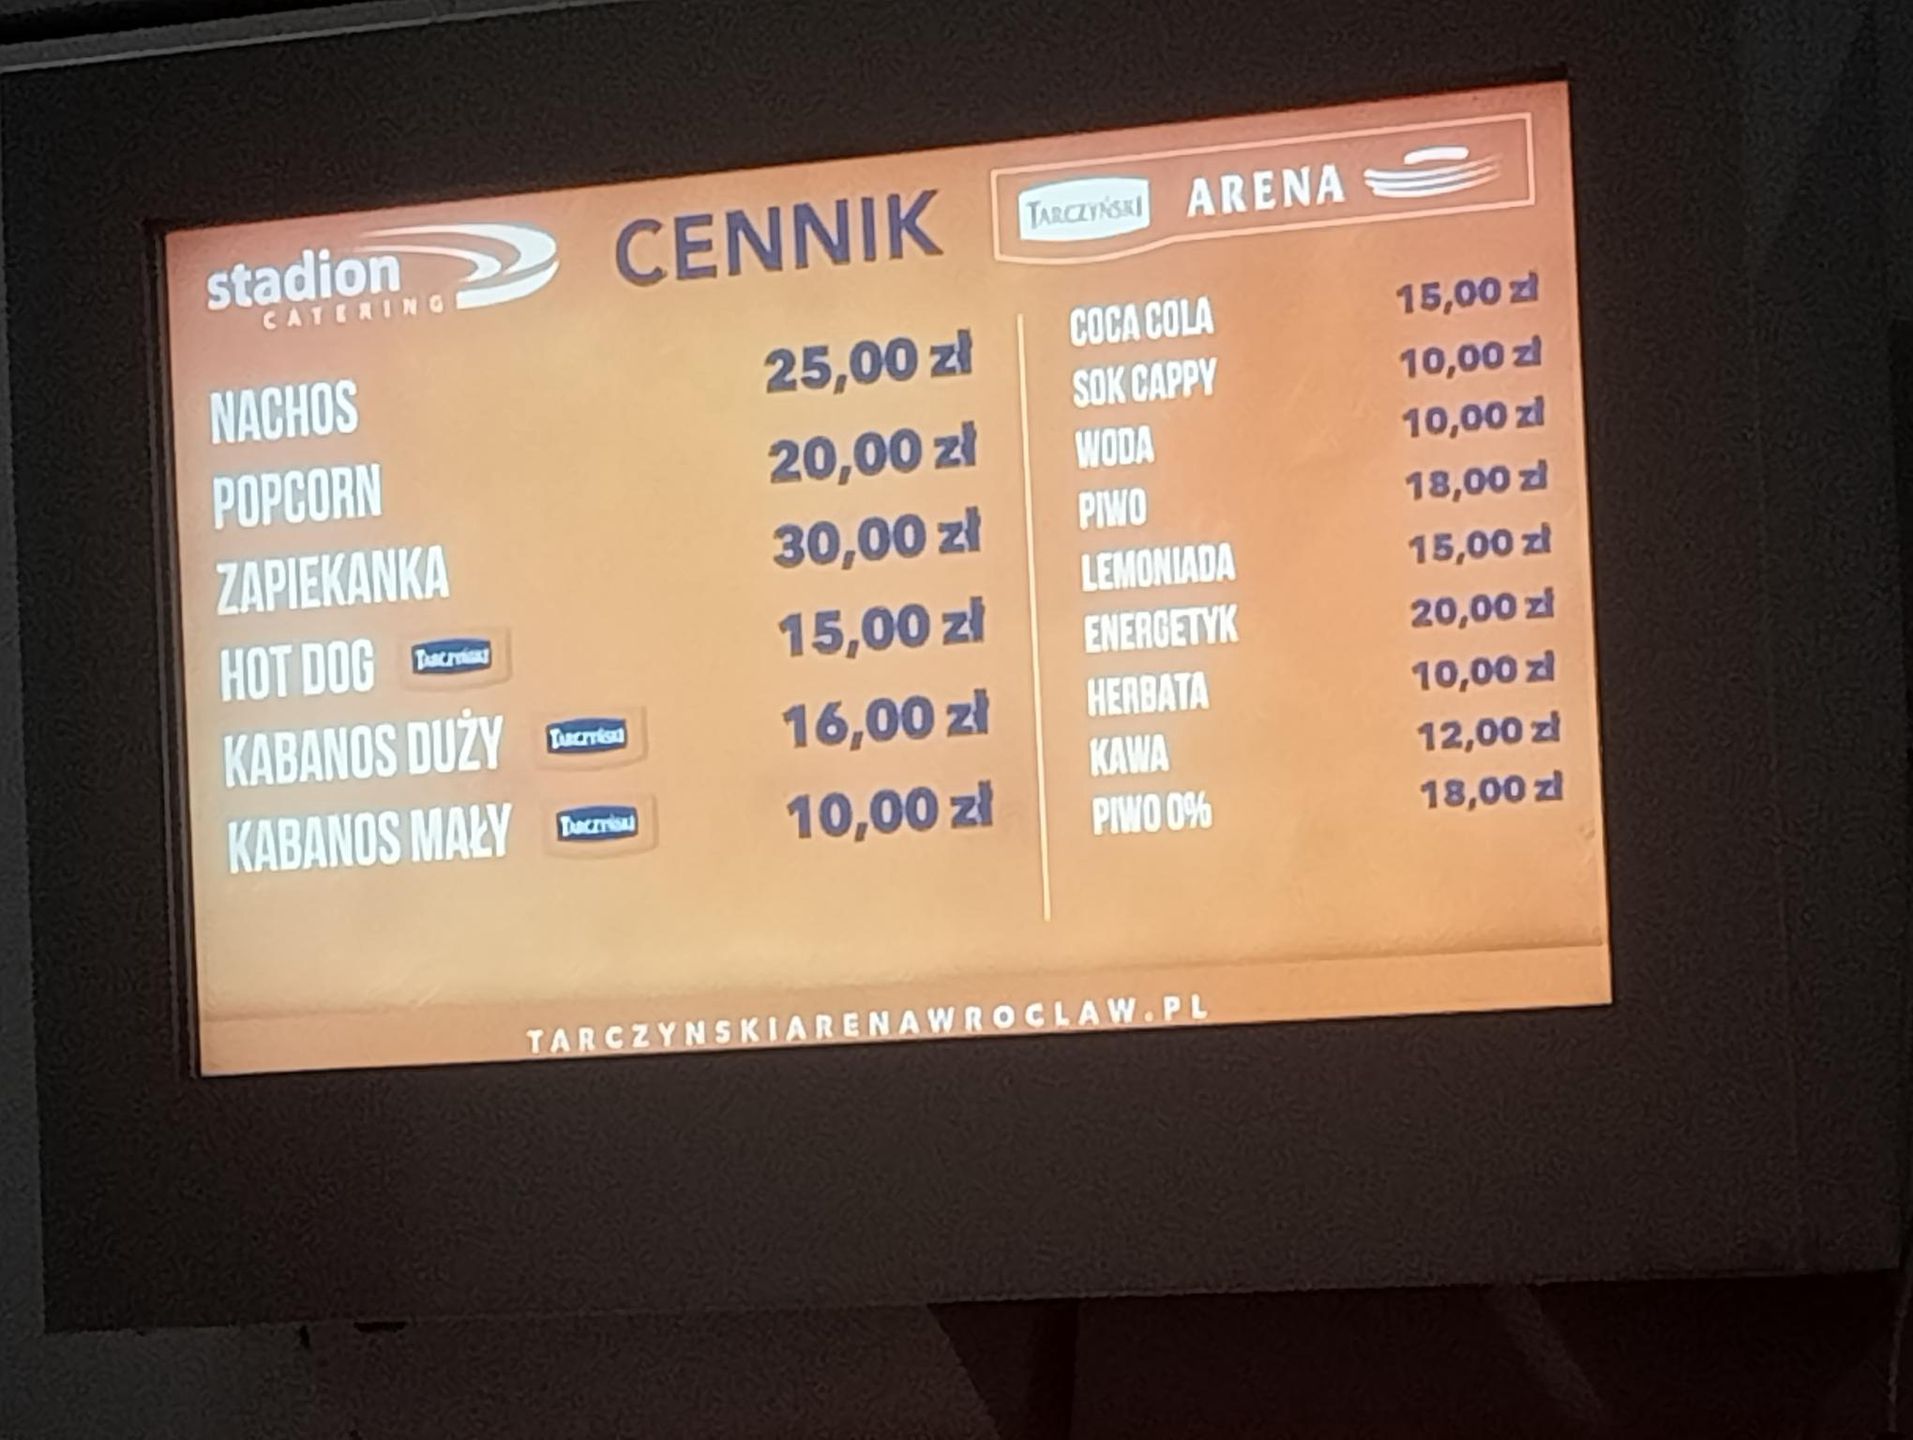 stadion
CATERING
CENNIK
TARCZYŃSKI ARENA
NACHOS 25,00 zł
POPCORN 20,00 zł
ZAPIEKANKA 30,00 zł
HOT DOG TARCZYŃSKI 15,00 zł
KABANOS DUŻY TARCZYŃSKI 16,00 zł
KABANOS MAŁY TARCZYŃSKI 10,00 zł
COCA COLA 15,00 zł
SOK CAPPY 10,00 zł
WODA 10,00 zł
PIWO 18,00 zł
LEMONIADA 15,00 zł
ENERGETYK 20,00 zł
HERBATA 10,00 zł
KAWA 12,00 zł
PIWO 0% 18,00 zł
TARCZYNSKIARENAWROCLAW.PL